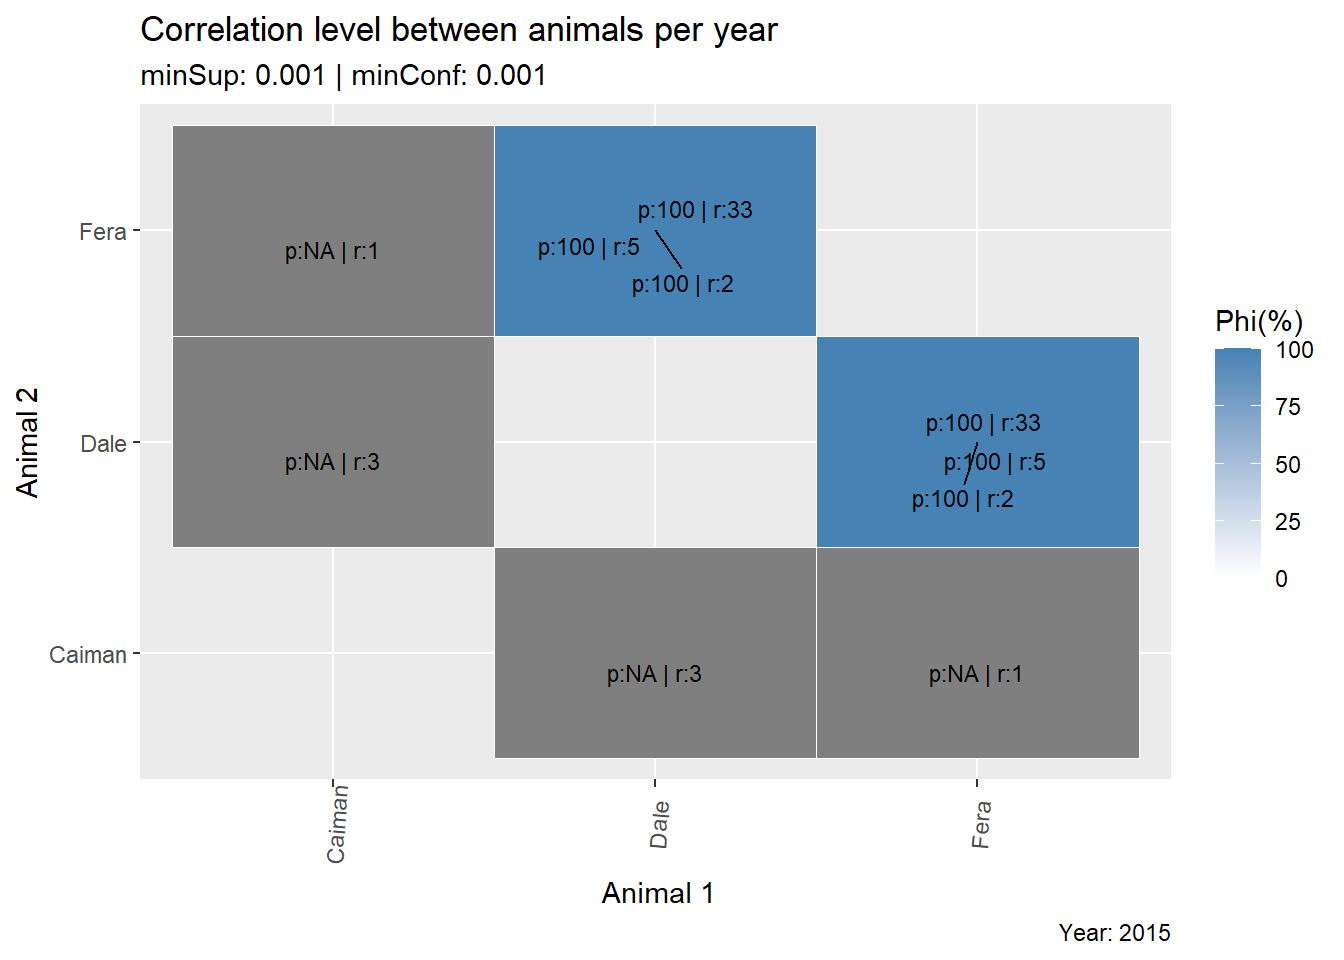 Correlation level between animals per year
minSup: 0.001 | minConf: 0.001
Animal 2
Fera
Dale
Caiman
p:NA | r:1
p:100 | r:33
p:100 | r:5
p:100 | r:2
p:NA | r:3
p:100 | r:33
p:100 | r:5
p:100 | r:2
p:NA | r:3
p:NA | r:1
Caiman
Dale
Fera
Animal 1
Phi(%)
100
75
50
25
0
Year: 2015